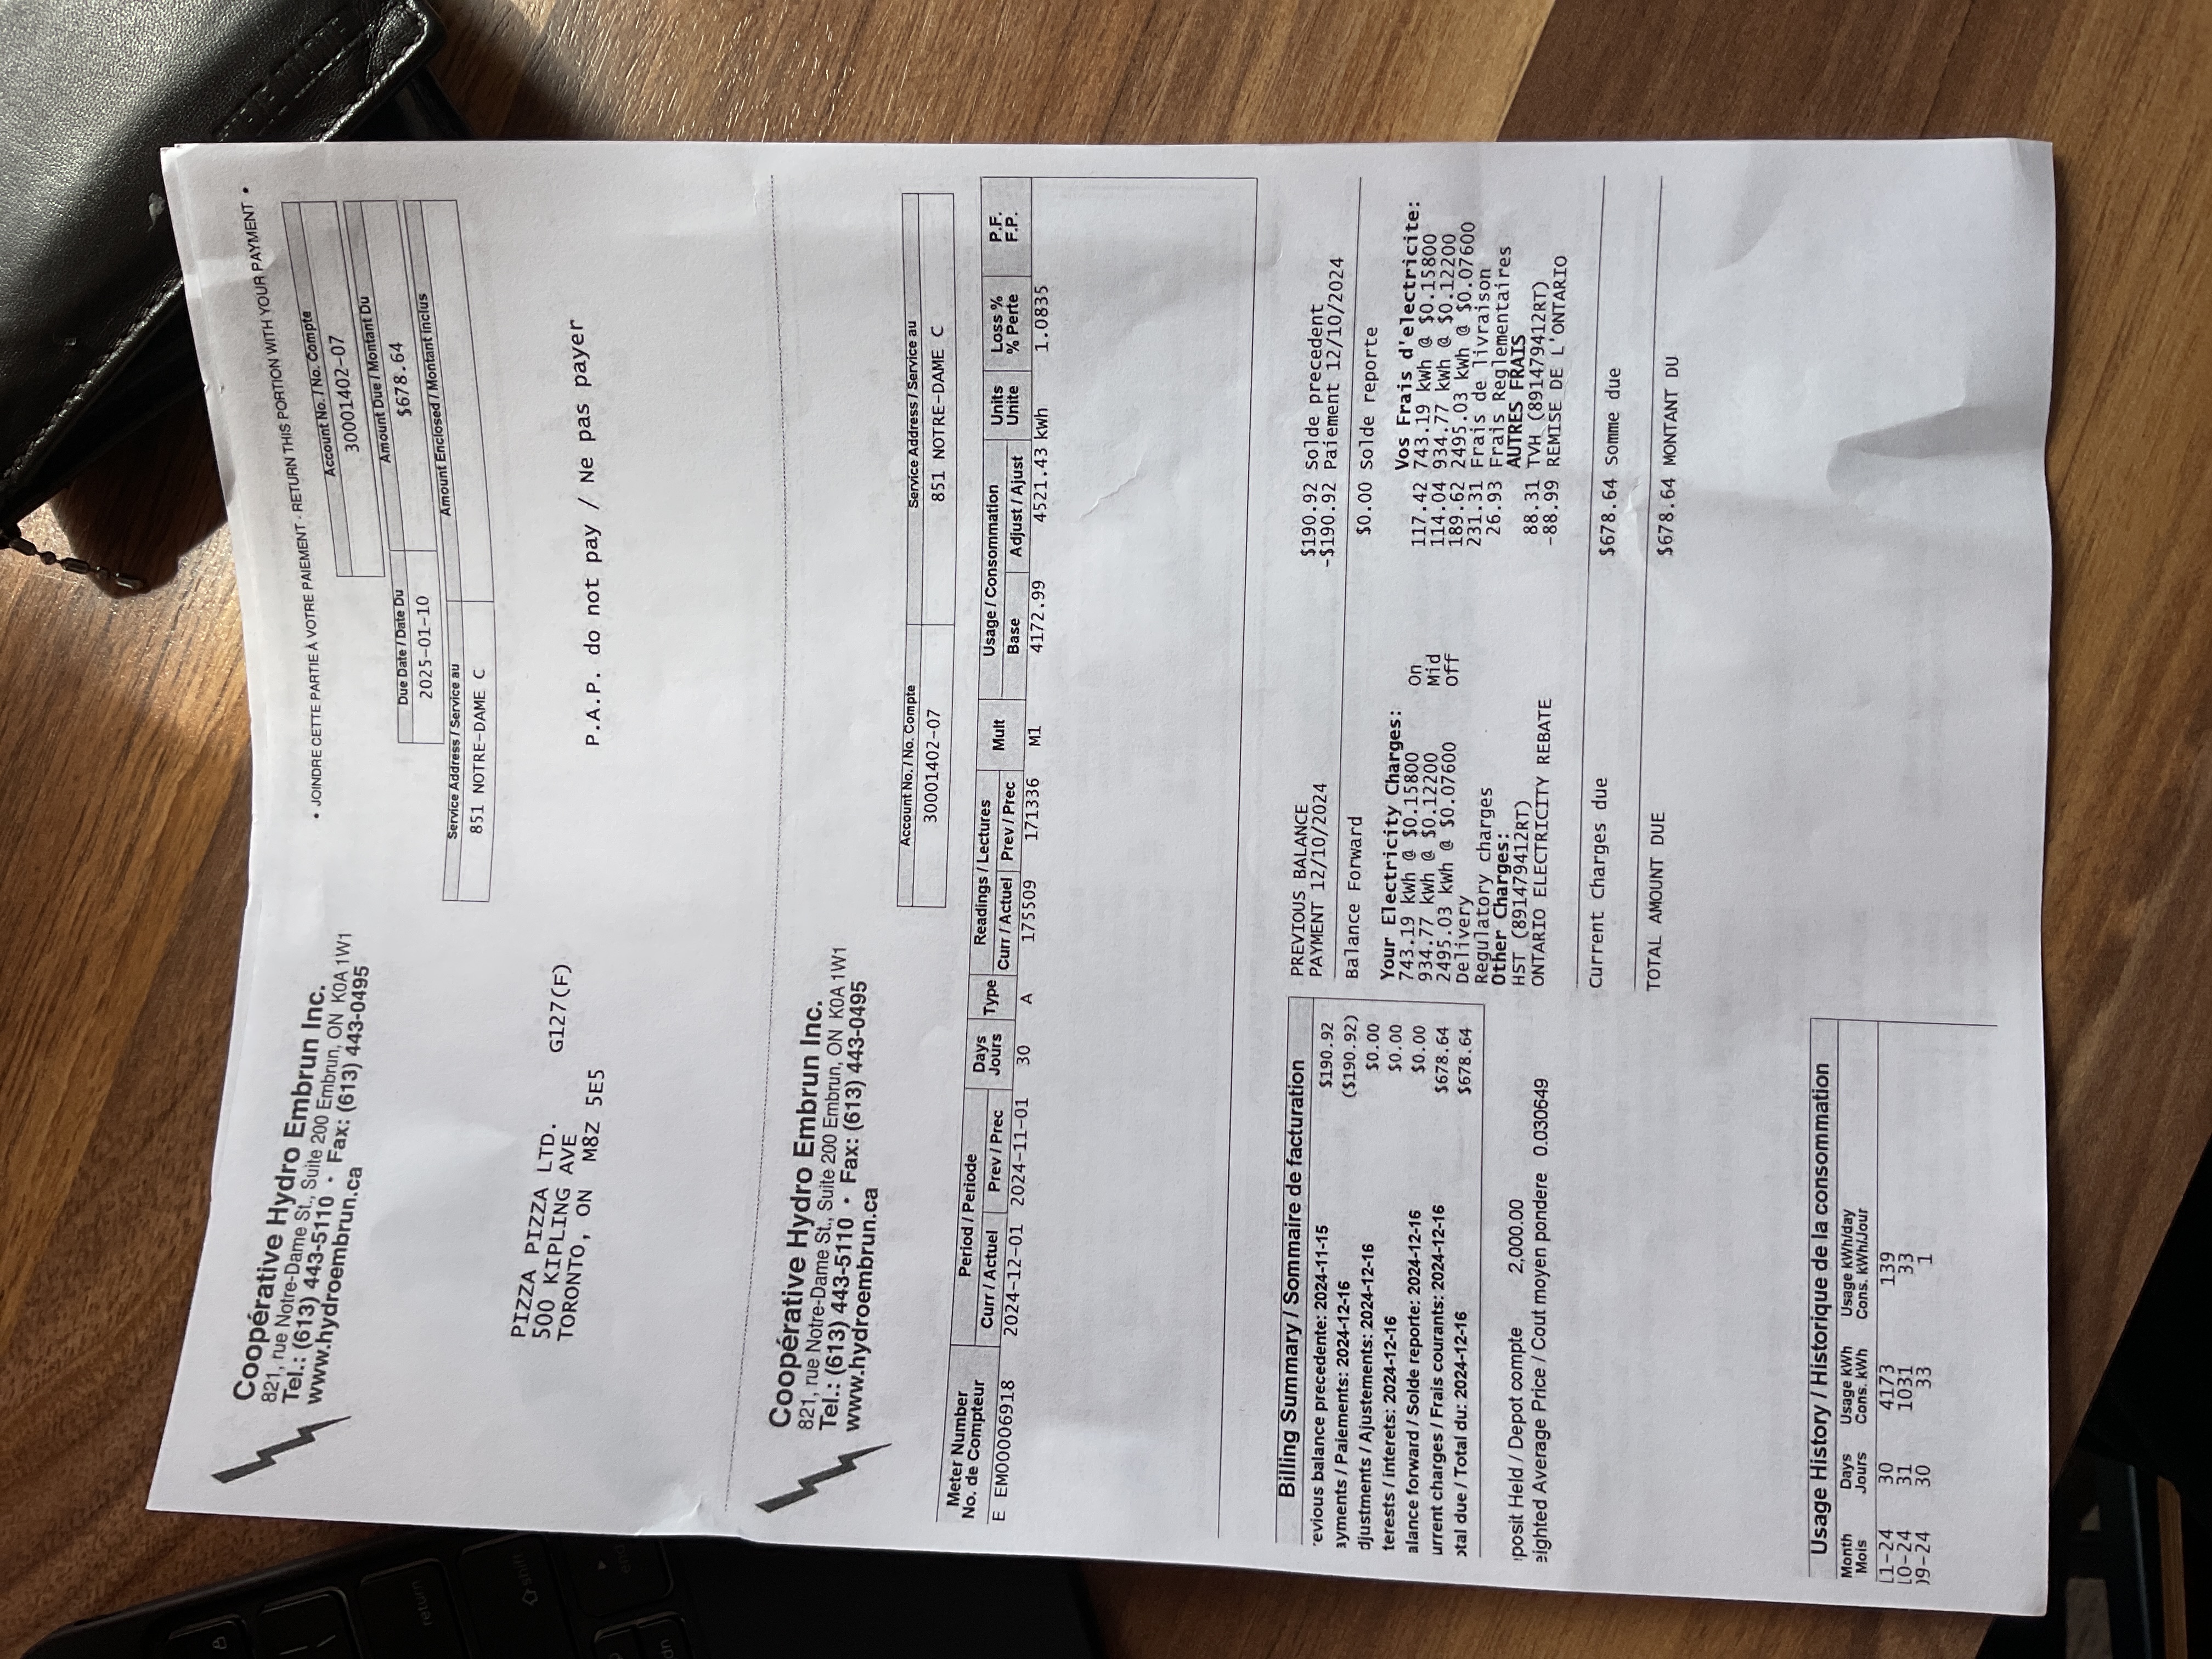 • JOINDRE CETTE PARTIE À VOTRE PAIEMENT - RETURN THIS PORTION WITH YOUR PAYMENT •
Coopérative Hydro Embrun Inc.
821, rue Notre-Dame St., Suite 200 Embrun, ON K0A 1W1
Tel.: (613) 443-5110 • Fax: (613) 443-0495
www.hydroembrun.ca
Account No. / No. Compte
30001402-07
Due Date / Date Du Amount Due / Montant Du
2025-01-10 $678.64
Service Address / Service au Amount Enclosed / Montant Inclus
851 NOTRE-DAME C
PIZZA PIZZA LTD. G127(F)
500 KIPLING AVE
TORONTO, ON M8Z 5E5
P.A.P. do not pay / Ne pas payer
Coopérative Hydro Embrun Inc.
821, rue Notre-Dame St., Suite 200 Embrun, ON K0A 1W1
Tel.: (613) 443-5110 • Fax: (613) 443-0495
www.hydroembrun.ca
Account No. / No. Compte Service Address / Service au
30001402-07 851 NOTRE-DAME C
Meter Number Period / Periode Days Type Readings / Lectures Mult Usage / Consommation Units Loss % P.F.
No. de Compteur Curr / Actuel Prev / Prec Jours Curr / Actuel Prev / Prec Base Adjust / Ajust Unite % Perte F.P.
E EM00006918 2024-12-01 2024-11-01 30 A 175509 171336 M1 4172.99 4521.43 kWh 1.0835
Billing Summary / Sommaire de facturation
evious balance precedente: 2024-11-15 $190.92
ayments / Paiements: 2024-12-16 ($190.92)
djustments / Ajustements: 2024-12-16 $0.00
terests / interets: 2024-12-16 $0.00
alance forward / Solde reporte: 2024-12-16 $0.00
urrent charges / Frais courants: 2024-12-16 $678.64
otal due / Total du: 2024-12-16 $678.64
posit Held / Depot compte 2,000.00
eighted Average Price / Cout moyen pondere 0.030649
PREVIOUS BALANCE $190.92 Solde precedent
PAYMENT 12/10/2024 -$190.92 Paiement 12/10/2024
Balance Forward $0.00 Solde reporte
Your Electricity Charges: Vos Frais d'electricite:
743.19 kWh @ $0.15800 On 117.42 743.19 kWh @ $0.15800
934.77 kWh @ $0.12200 Mid 114.04 934.77 kWh @ $0.12200
2495.03 kWh @ $0.07600 Off 189.62 2495.03 kWh @ $0.07600
Delivery 231.31 Frais de livraison
Regulatory charges 26.93 Frais Reglementaires
Other Charges: AUTRES FRAIS
HST (891479412RT) 88.31 TVH (891479412RT)
ONTARIO ELECTRICITY REBATE -88.99 REMISE DE L'ONTARIO
Current Charges due $678.64 Somme due
TOTAL AMOUNT DUE $678.64 MONTANT DU
Usage History / Historique de la consommation
Month Days Usage kWh Usage kWh/day
Mois Jours Cons. kWh Cons. kWh/Jour
11-24 30 4173 139
10-24 31 1031 33
09-24 30 33 1
return
shift
end